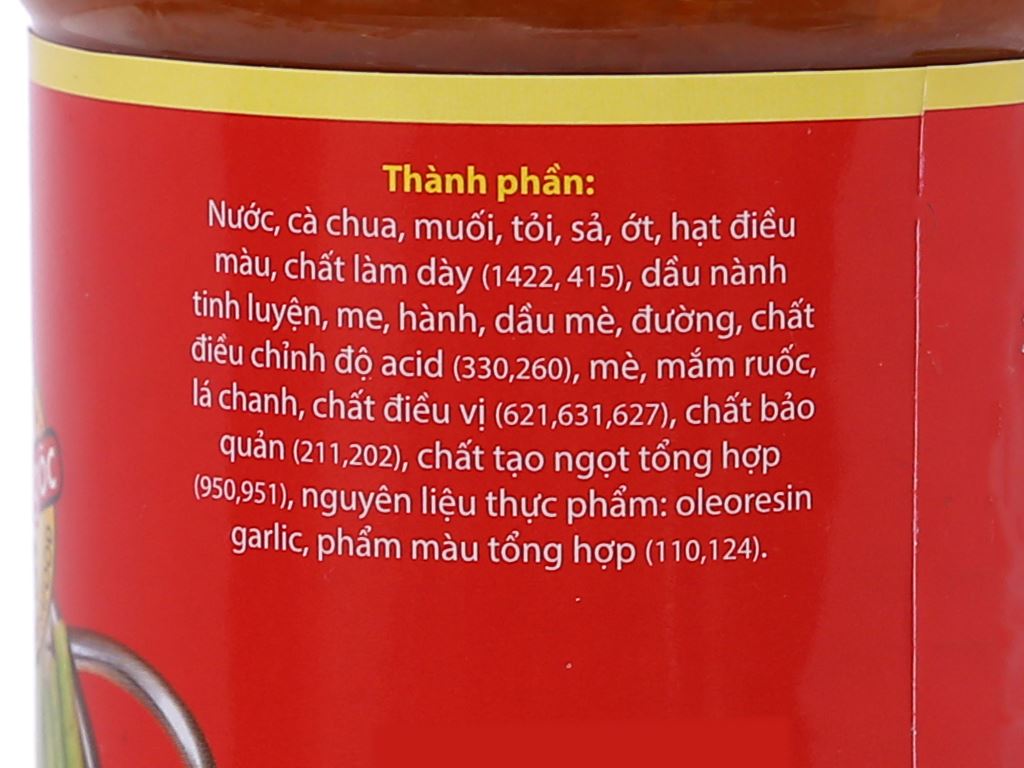 Thành phần:
Nước, cà chua, muối, tỏi, sả, ớt, hạt điều
màu, chất làm dày (1422, 415), dầu nành
tinh luyện, me, hành, dầu mè, đường, chất
điều chỉnh độ acid (330,260), mè, mắm ruốc,
lá chanh, chất điều vị (621,631,627), chất bảo
quản (211,202), chất tạo ngọt tổng hợp
(950,951), nguyên liệu thực phẩm: oleoresin
garlic, phẩm màu tổng hợp (110,124).